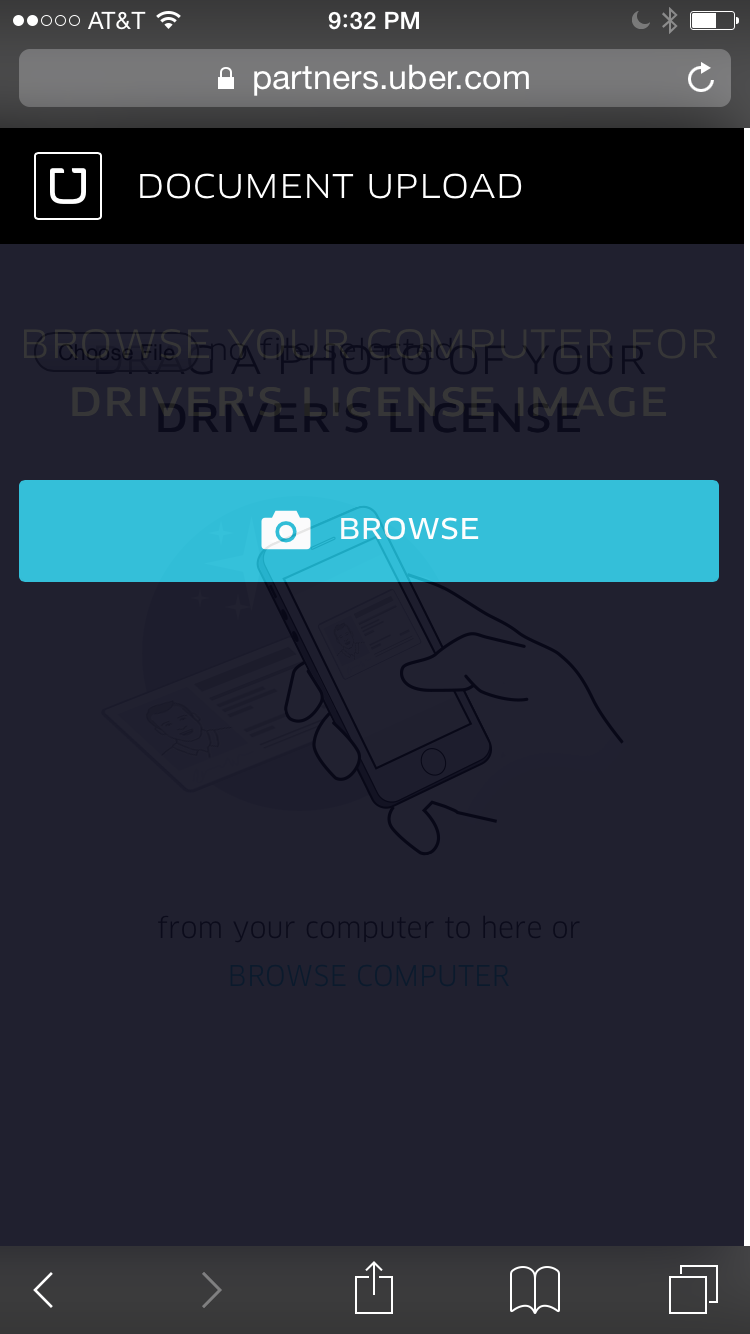 AT&T 9:32 PM
partners.uber.com
DOCUMENT UPLOAD
BROWSE YOUR COMPUTER FOR
Choose File no file selected
DRAG A PHOTO OF YOUR
DRIVER'S LICENSE IMAGE
DRIVER'S LICENSE
BROWSE
from your computer to here or
BROWSE COMPUTER